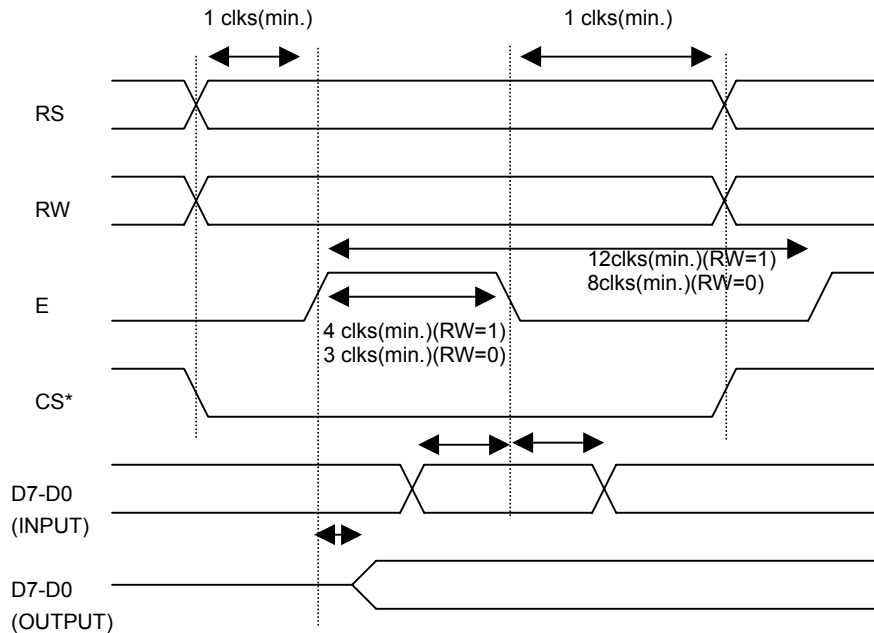 1 clks(min.)
1 clks(min.)
RS
RW
12clks(min.)(RW=1)
8clks(min.)(RW=0)
E
4 clks(min.)(RW=1)
3 clks(min.)(RW=0)
CS*
D7-D0
(INPUT)
D7-D0
(OUTPUT)